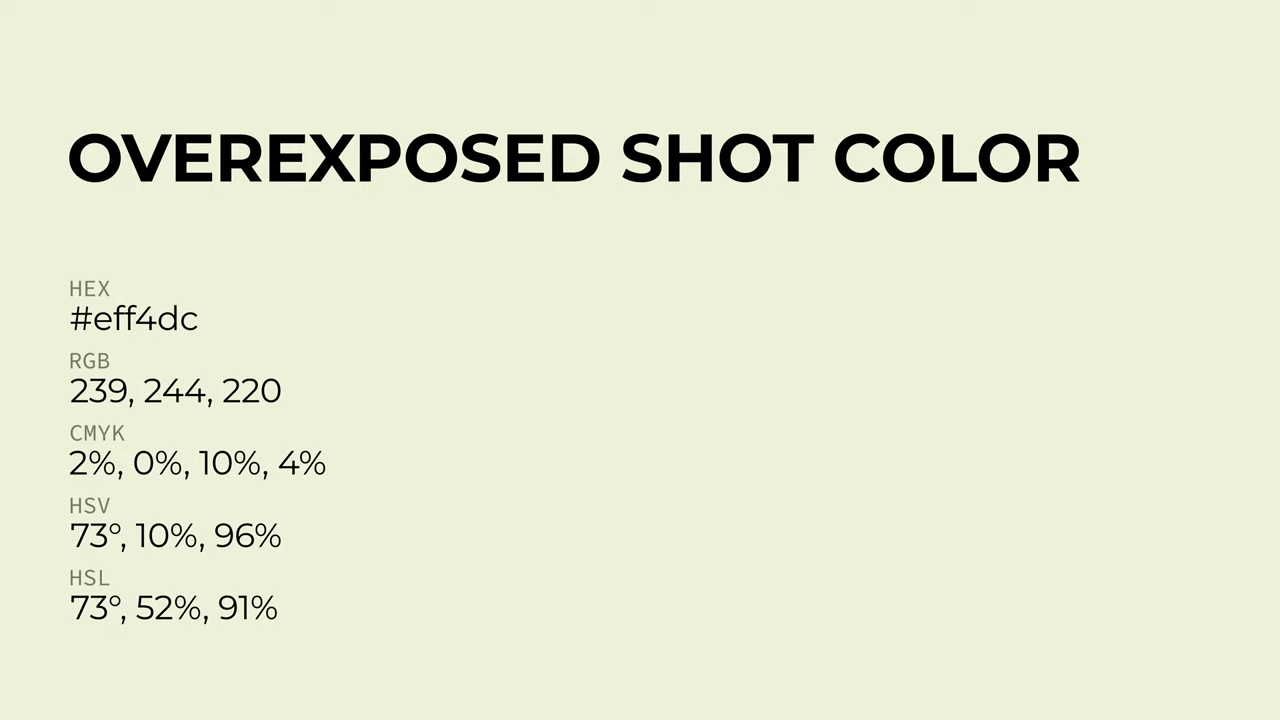 OVEREXPOSED SHOT COLOR
HEX
#eff4dc
RGB
239, 244, 220
CMYK
2%, 0%, 10%, 4%
HSV
73°, 10%, 96%
HSL
73°, 52%, 91%